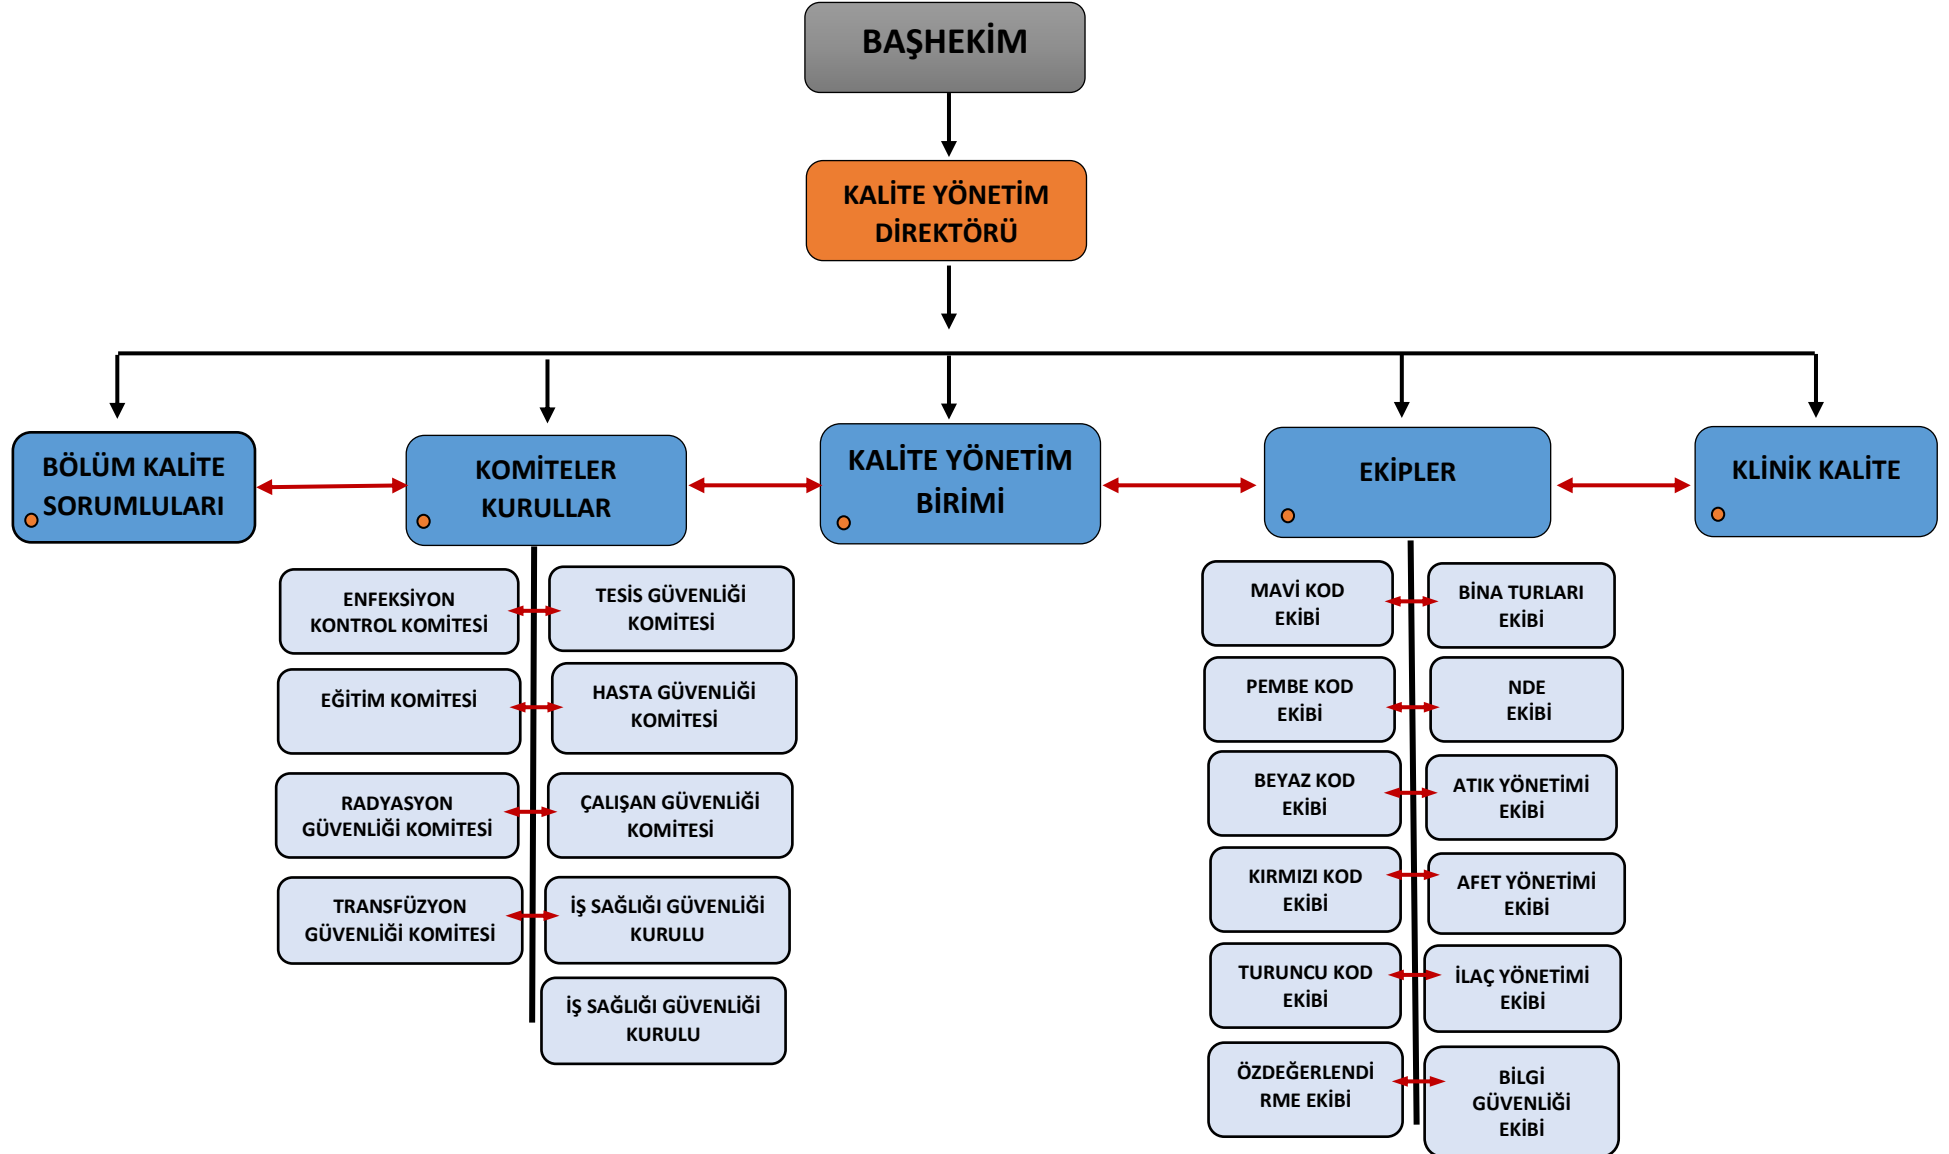 BAŞHEKİM
KALİTE YÖNETİM
DİREKTÖRÜ
BÖLÜM KALİTE
SORUMLULARI
KOMİTELER
KURULLAR
KALİTE YÖNETİM
BİRİMİ
EKİPLER
KLİNİK KALİTE
ENFEKSİYON
KONTROL KOMİTESİ
TESİS GÜVENLİĞİ
KOMİTESİ
EĞİTİM KOMİTESİ
HASTA GÜVENLİĞİ
KOMİTESİ
RADYASYON
GÜVENLİĞİ KOMİTESİ
ÇALIŞAN GÜVENLİĞİ
KOMİTESİ
TRANSFÜZYON
GÜVENLİĞİ KOMİTESİ
İŞ SAĞLIĞI GÜVENLİĞİ
KURULU
İŞ SAĞLIĞI GÜVENLİĞİ
KURULU
MAVİ KOD
EKİBİ
BİNA TURLARI
EKİBİ
PEMBE KOD
EKİBİ
NDE
EKİBİ
BEYAZ KOD
EKİBİ
ATIK YÖNETİMİ
EKİBİ
KIRMIZI KOD
EKİBİ
AFET YÖNETİMİ
EKİBİ
TURUNCU KOD
EKİBİ
İLAÇ YÖNETİMİ
EKİBİ
ÖZDEĞERLENDİ
RME EKİBİ
BİLGİ
GÜVENLİĞİ
EKİBİ